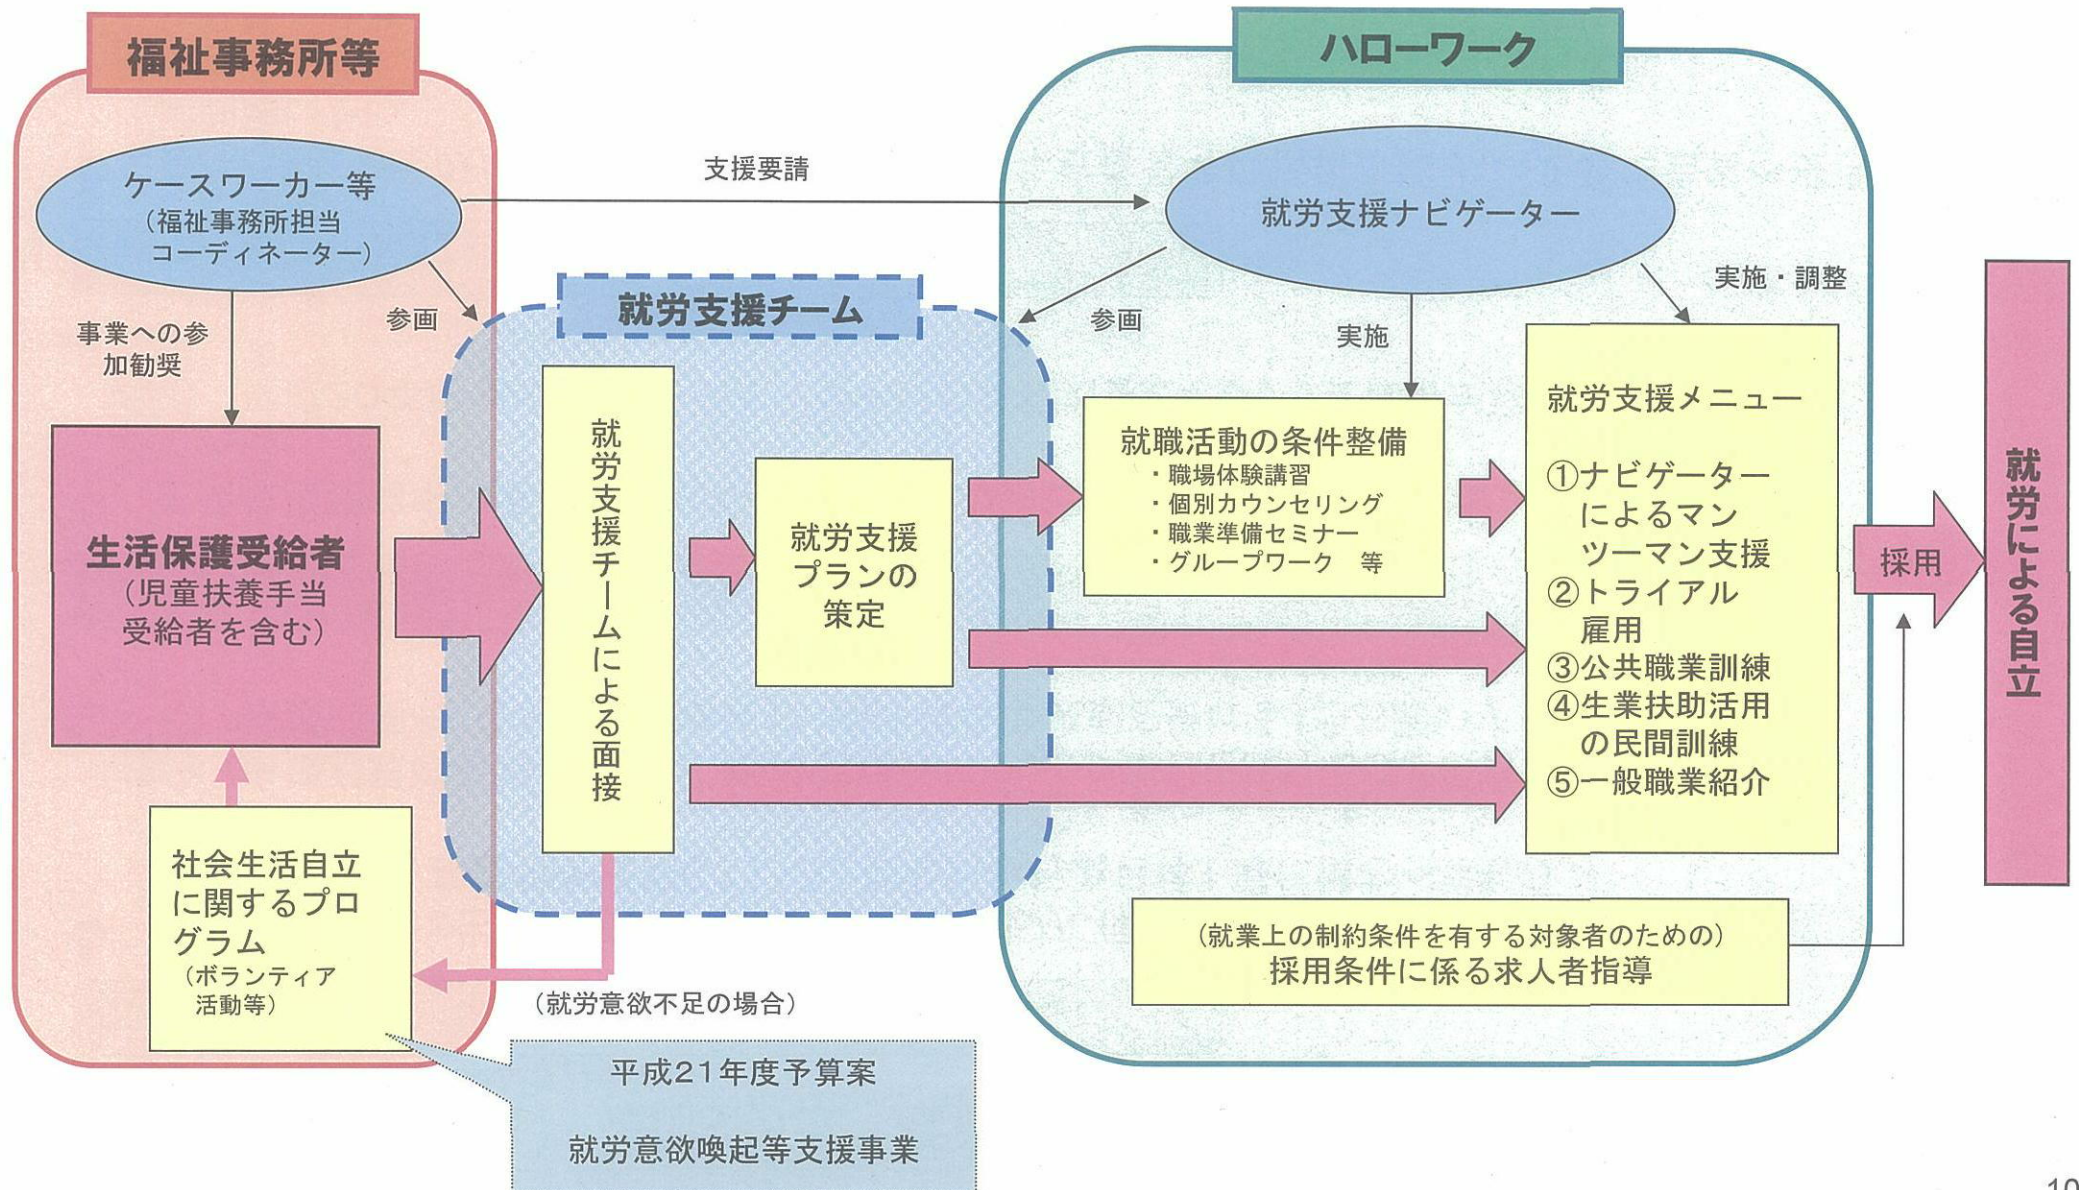 福祉事務所等
ハローワーク
ケースワーカー等
（福祉事務所担当
コーディネーター）
支援要請
就労支援ナビゲーター
事業への参
加勧奨
参画
就労支援チーム
参画
実施
実施・調整
生活保護受給者
（児童扶養手当
受給者を含む）
就労支援チームによる面接
就労支援
プランの
策定
就職活動の条件整備
・職場体験講習
・個別カウンセリング
・職業準備セミナー
・グループワーク　等
就労支援メニュー
①ナビゲーター
によるマン
ツーマン支援
②トライアル
雇用
③公共職業訓練
④生業扶助活用
の民間訓練
⑤一般職業紹介
採用
就労による自立
社会生活自立
に関するプロ
グラム
（ボランティア
活動等）
（就労意欲不足の場合）
（就業上の制約条件を有する対象者のための）
採用条件に係る求人者指導
平成２１年度予算案
就労意欲喚起等支援事業